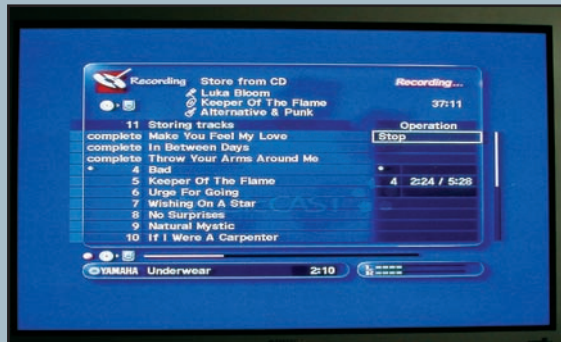 Recording Store from CD Recording...
Luka Bloom
Keeper Of The Flame 37:11
Alternative & Punk
11 Storing tracks Operation
complete Make You Feel My Love Stop
complete In Between Days
complete Throw Your Arms Around Me
4 Bad
5 Keeper Of The Flame 4 2:24 / 5:28
6 Urge For Going
7 Wishing On A Star
8 No Surprises
9 Natural Mystic
10 If I Were A Carpenter
YAMAHA Underwear 2:10